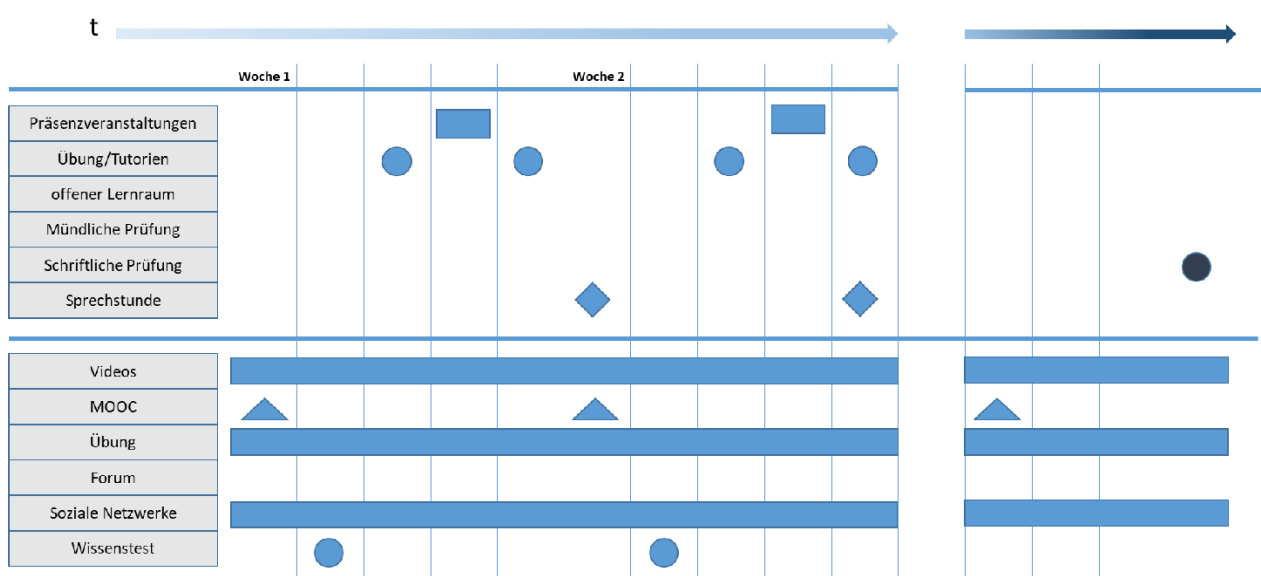 t
Woche 1
Woche 2
Präsenzveranstaltungen
Übung/Tutorien
offener Lernraum
Mündliche Prüfung
Schriftliche Prüfung
Sprechstunde
Videos
MOOC
Übung
Forum
Soziale Netzwerke
Wissenstest